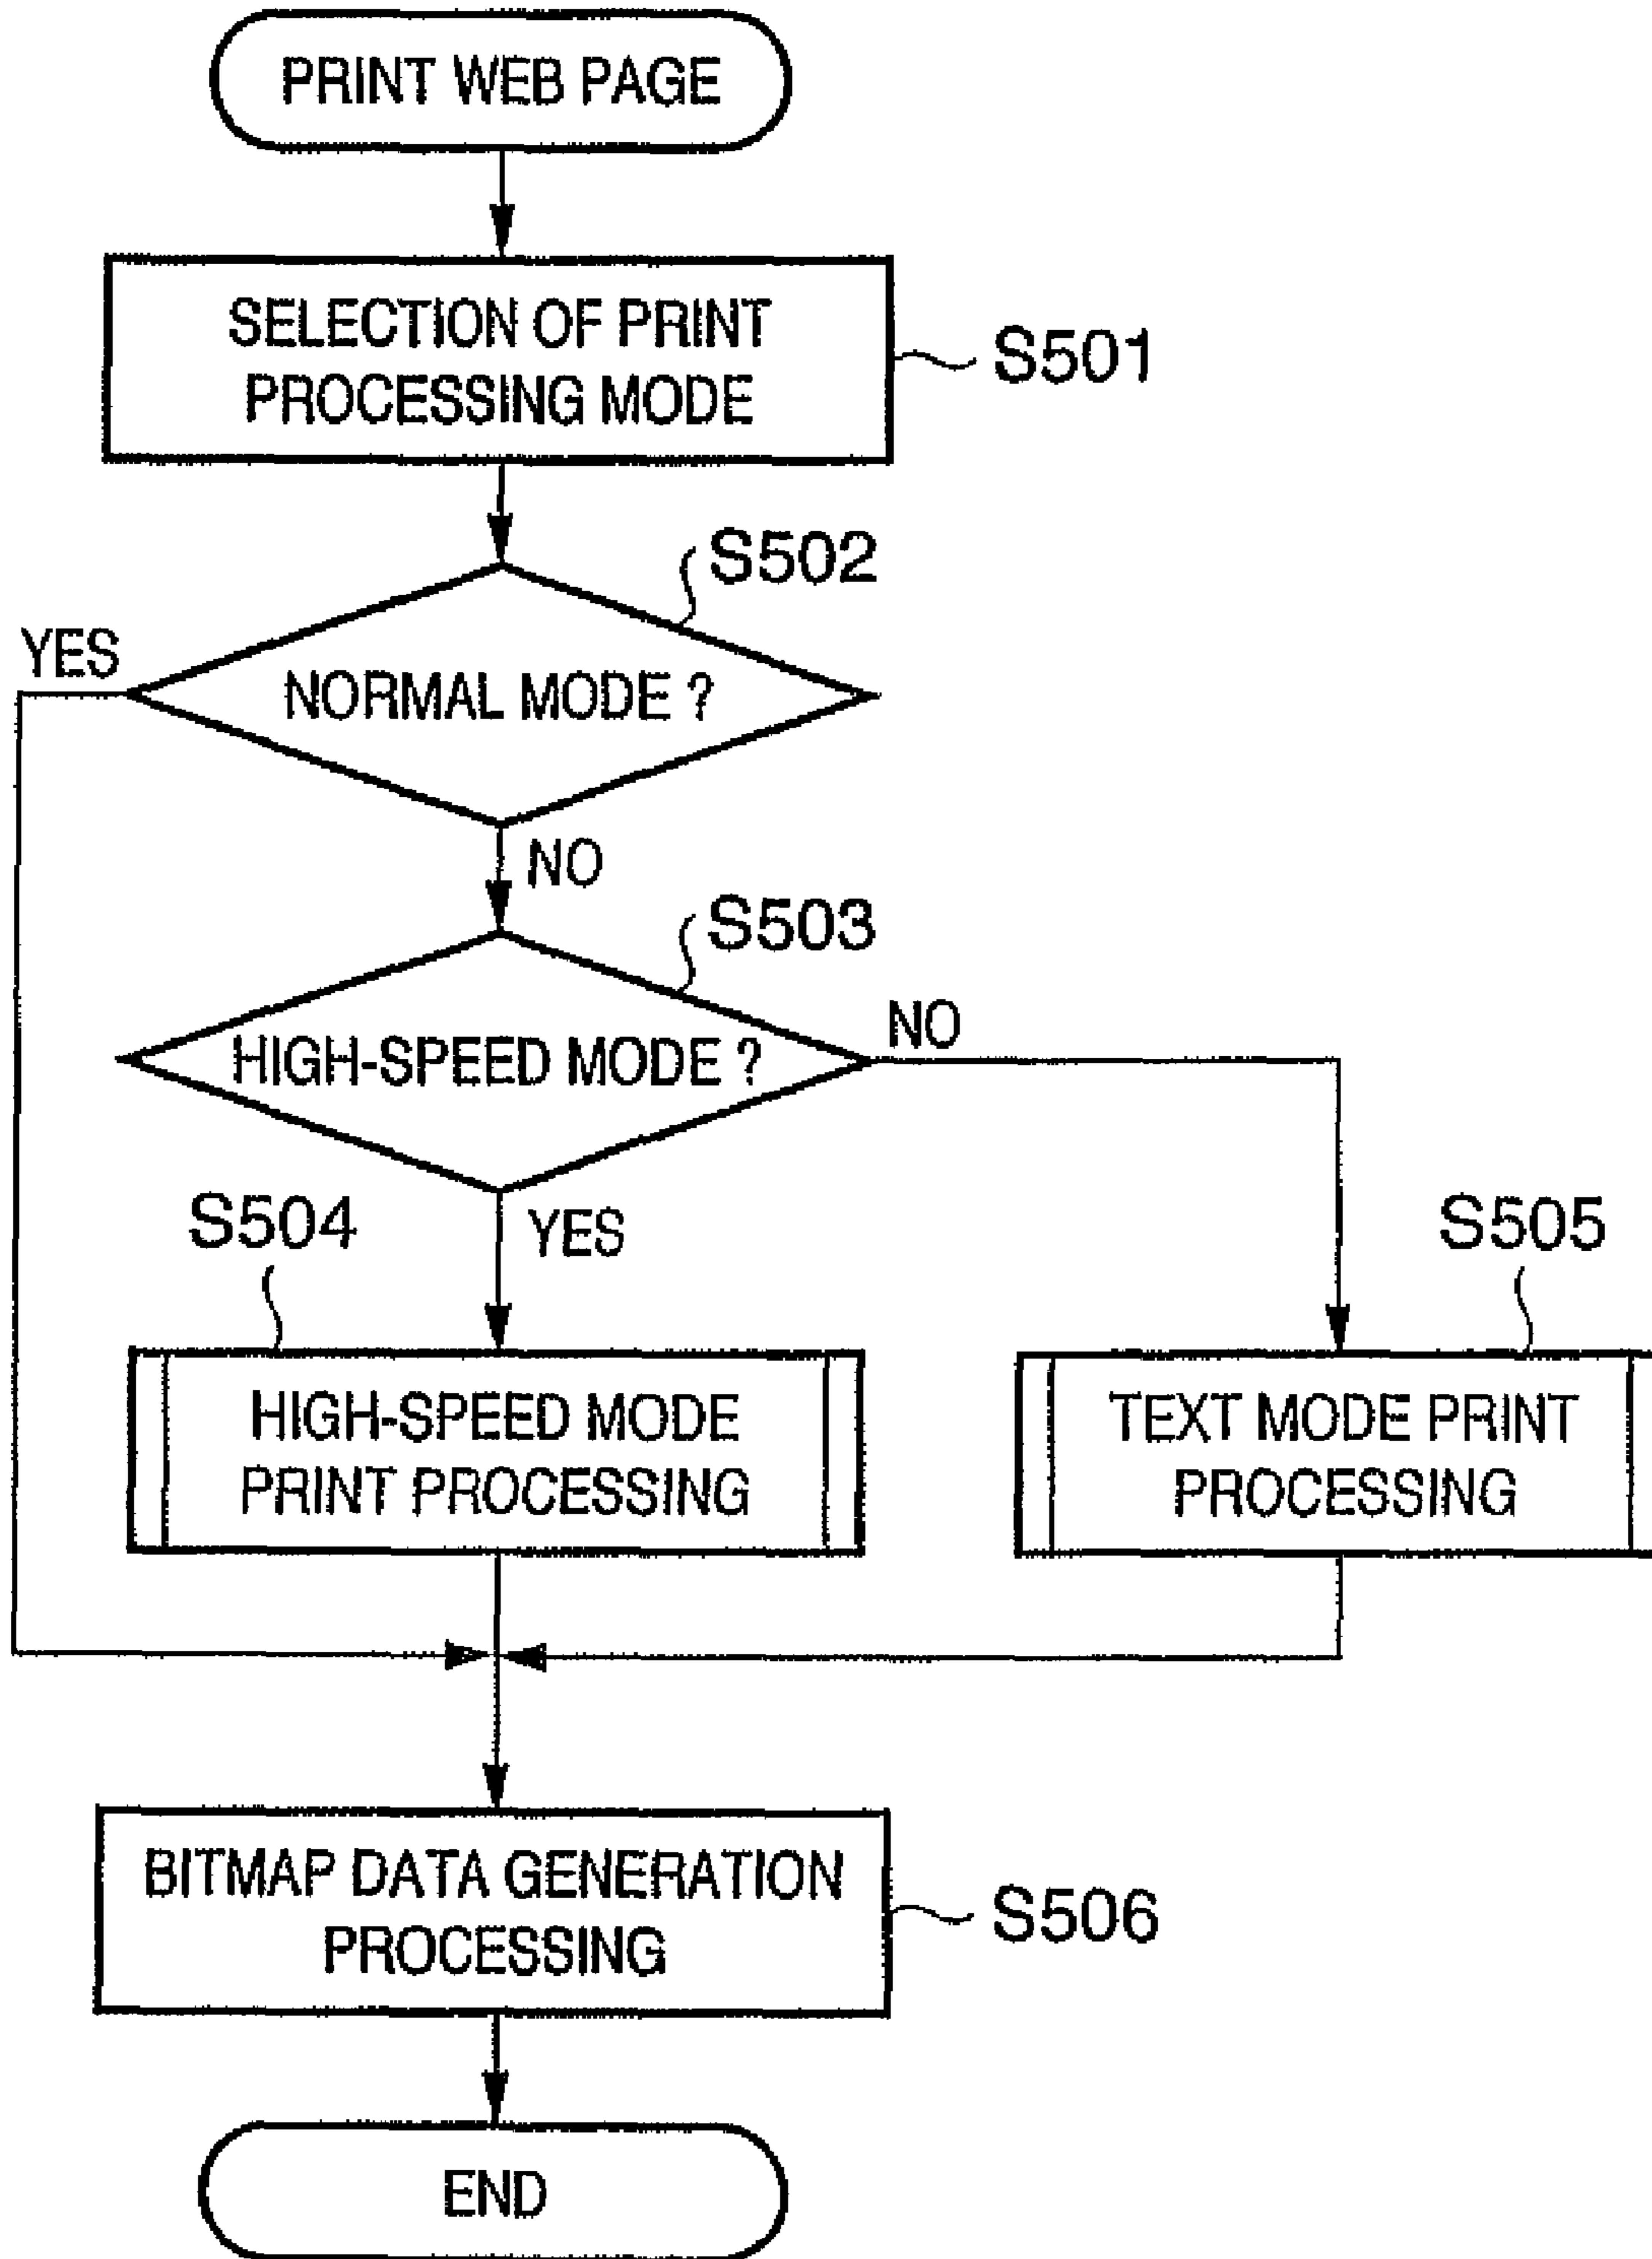 PRINT WEB PAGE
SELECTION OF PRINT
PROCESSING MODE
S501
S502
YES
NORMAL MODE ?
NO
S503
NO
HIGH-SPEED MODE ?
S504
YES
S505
HIGH-SPEED MODE
PRINT PROCESSING
TEXT MODE PRINT
PROCESSING
BITMAP DATA GENERATION
PROCESSING
S506
END